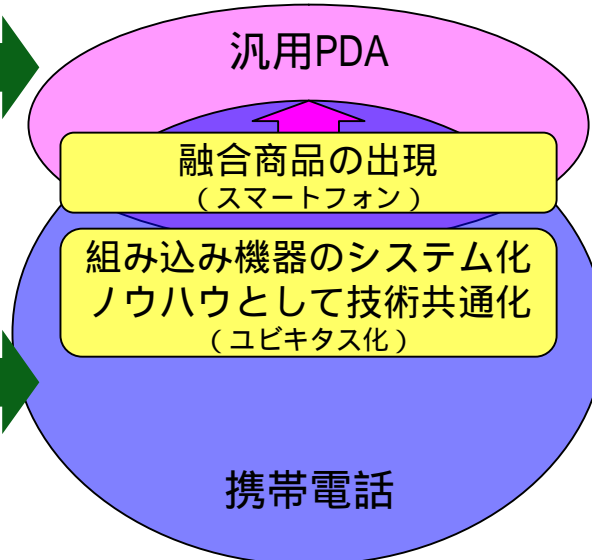 汎用PDA
融合商品の出現
（スマートフォン）
組み込み機器のシステム化
ノウハウとして技術共通化
（ユビキタス化）
携帯電話